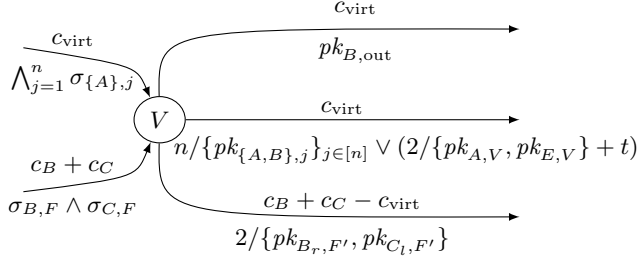 c_virt
pk_{B,out}
c_virt
⋀_{j=1}^{n} σ_{{A},j}
V
c_virt
n/{pk_{{A,B},j}}_{j∈[n]} ∨ (2/{pk_{A,V}, pk_{E,V}} + t)
c_B + c_C
σ_{B,F} ∧ σ_{C,F}
c_B + c_C − c_virt
2/{pk_{B_r,F′}, pk_{C_l,F′}}